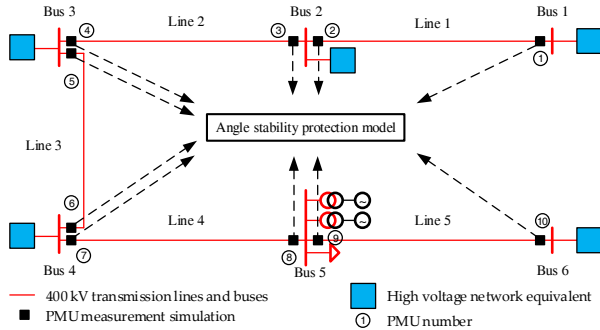 Bus 3
④
Line 2
Bus 2
③
②
Line 1
Bus 1
①
⑤
Line 3
Angle stability protection model
⑥
⑦
Line 4
~
~
⑨
⑧
Bus 5
Line 5
⑩
Bus 4
Bus 6
400 kV transmission lines and buses
High voltage network equivalent
PMU measurement simulation
① PMU number